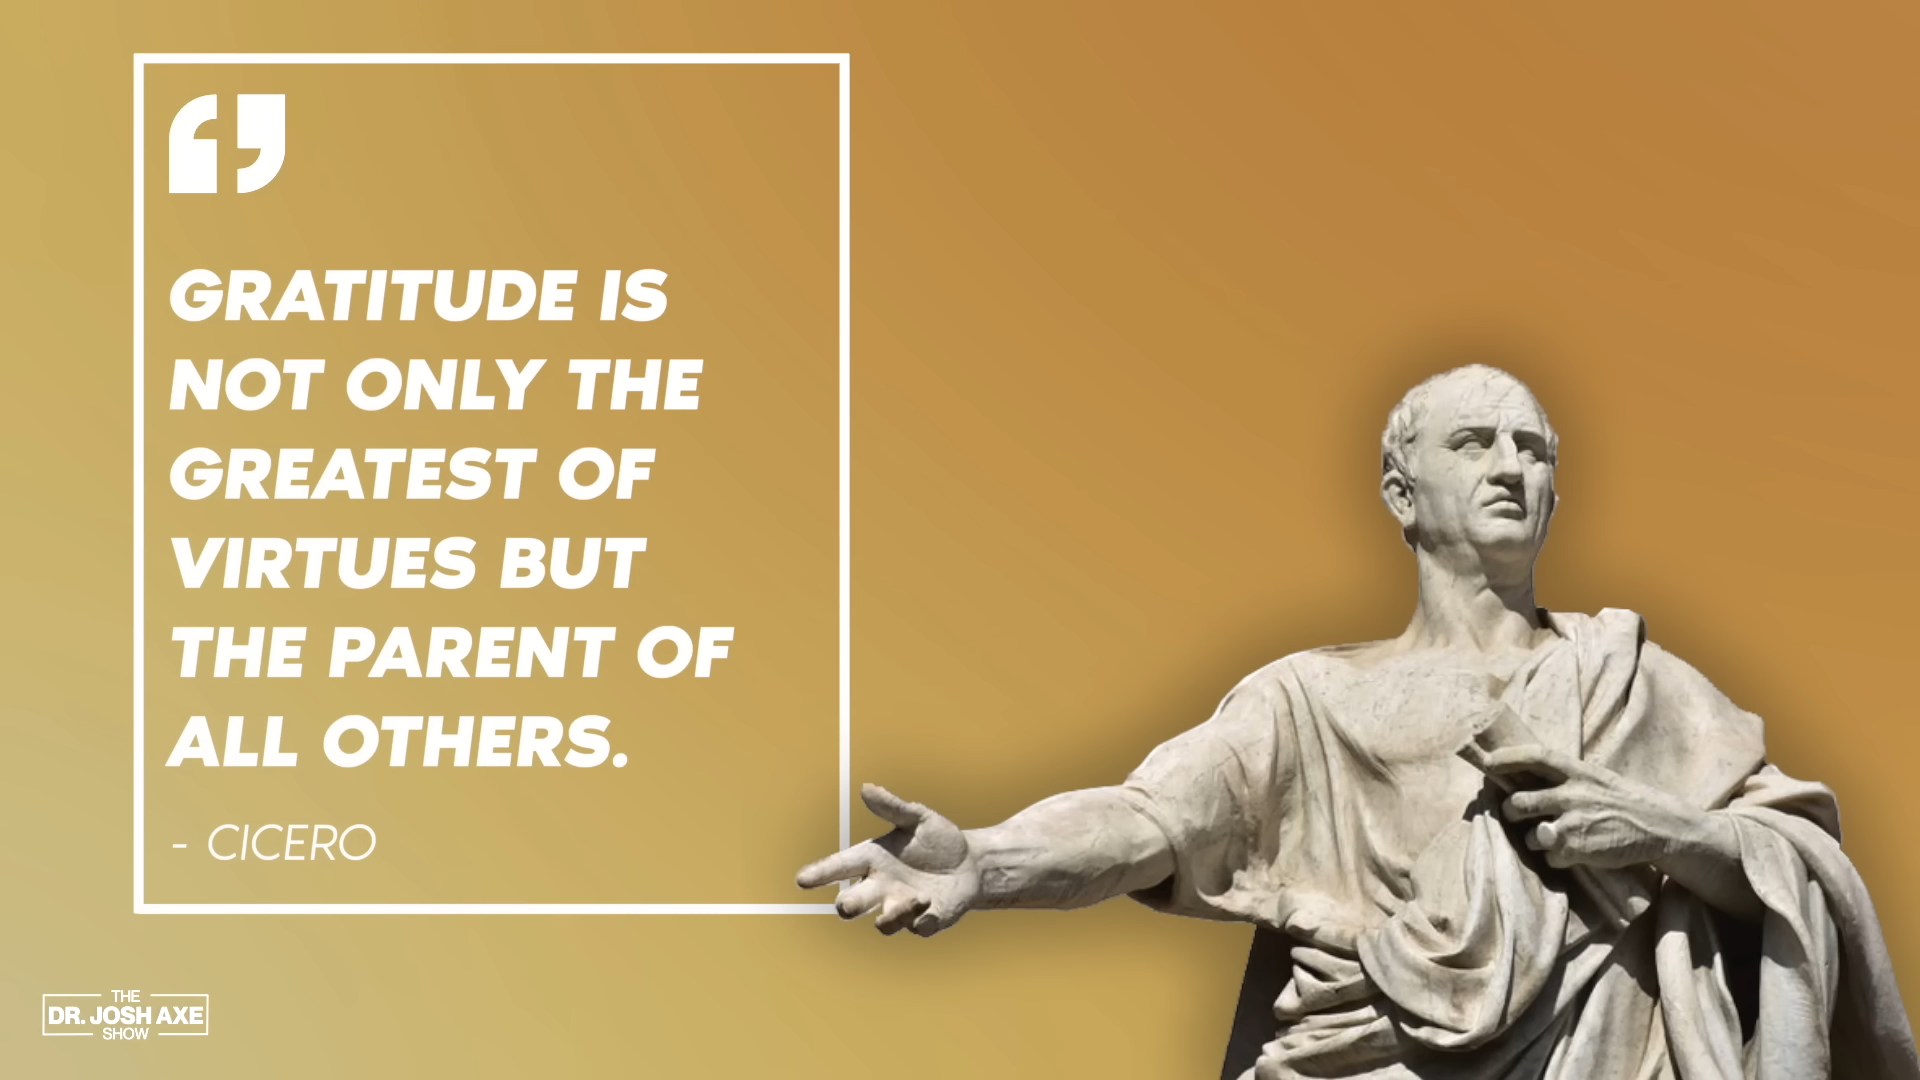 GRATITUDE IS
NOT ONLY THE
GREATEST OF
VIRTUES BUT
THE PARENT OF
ALL OTHERS.
- CICERO
THE
DR. JOSH AXE
SHOW